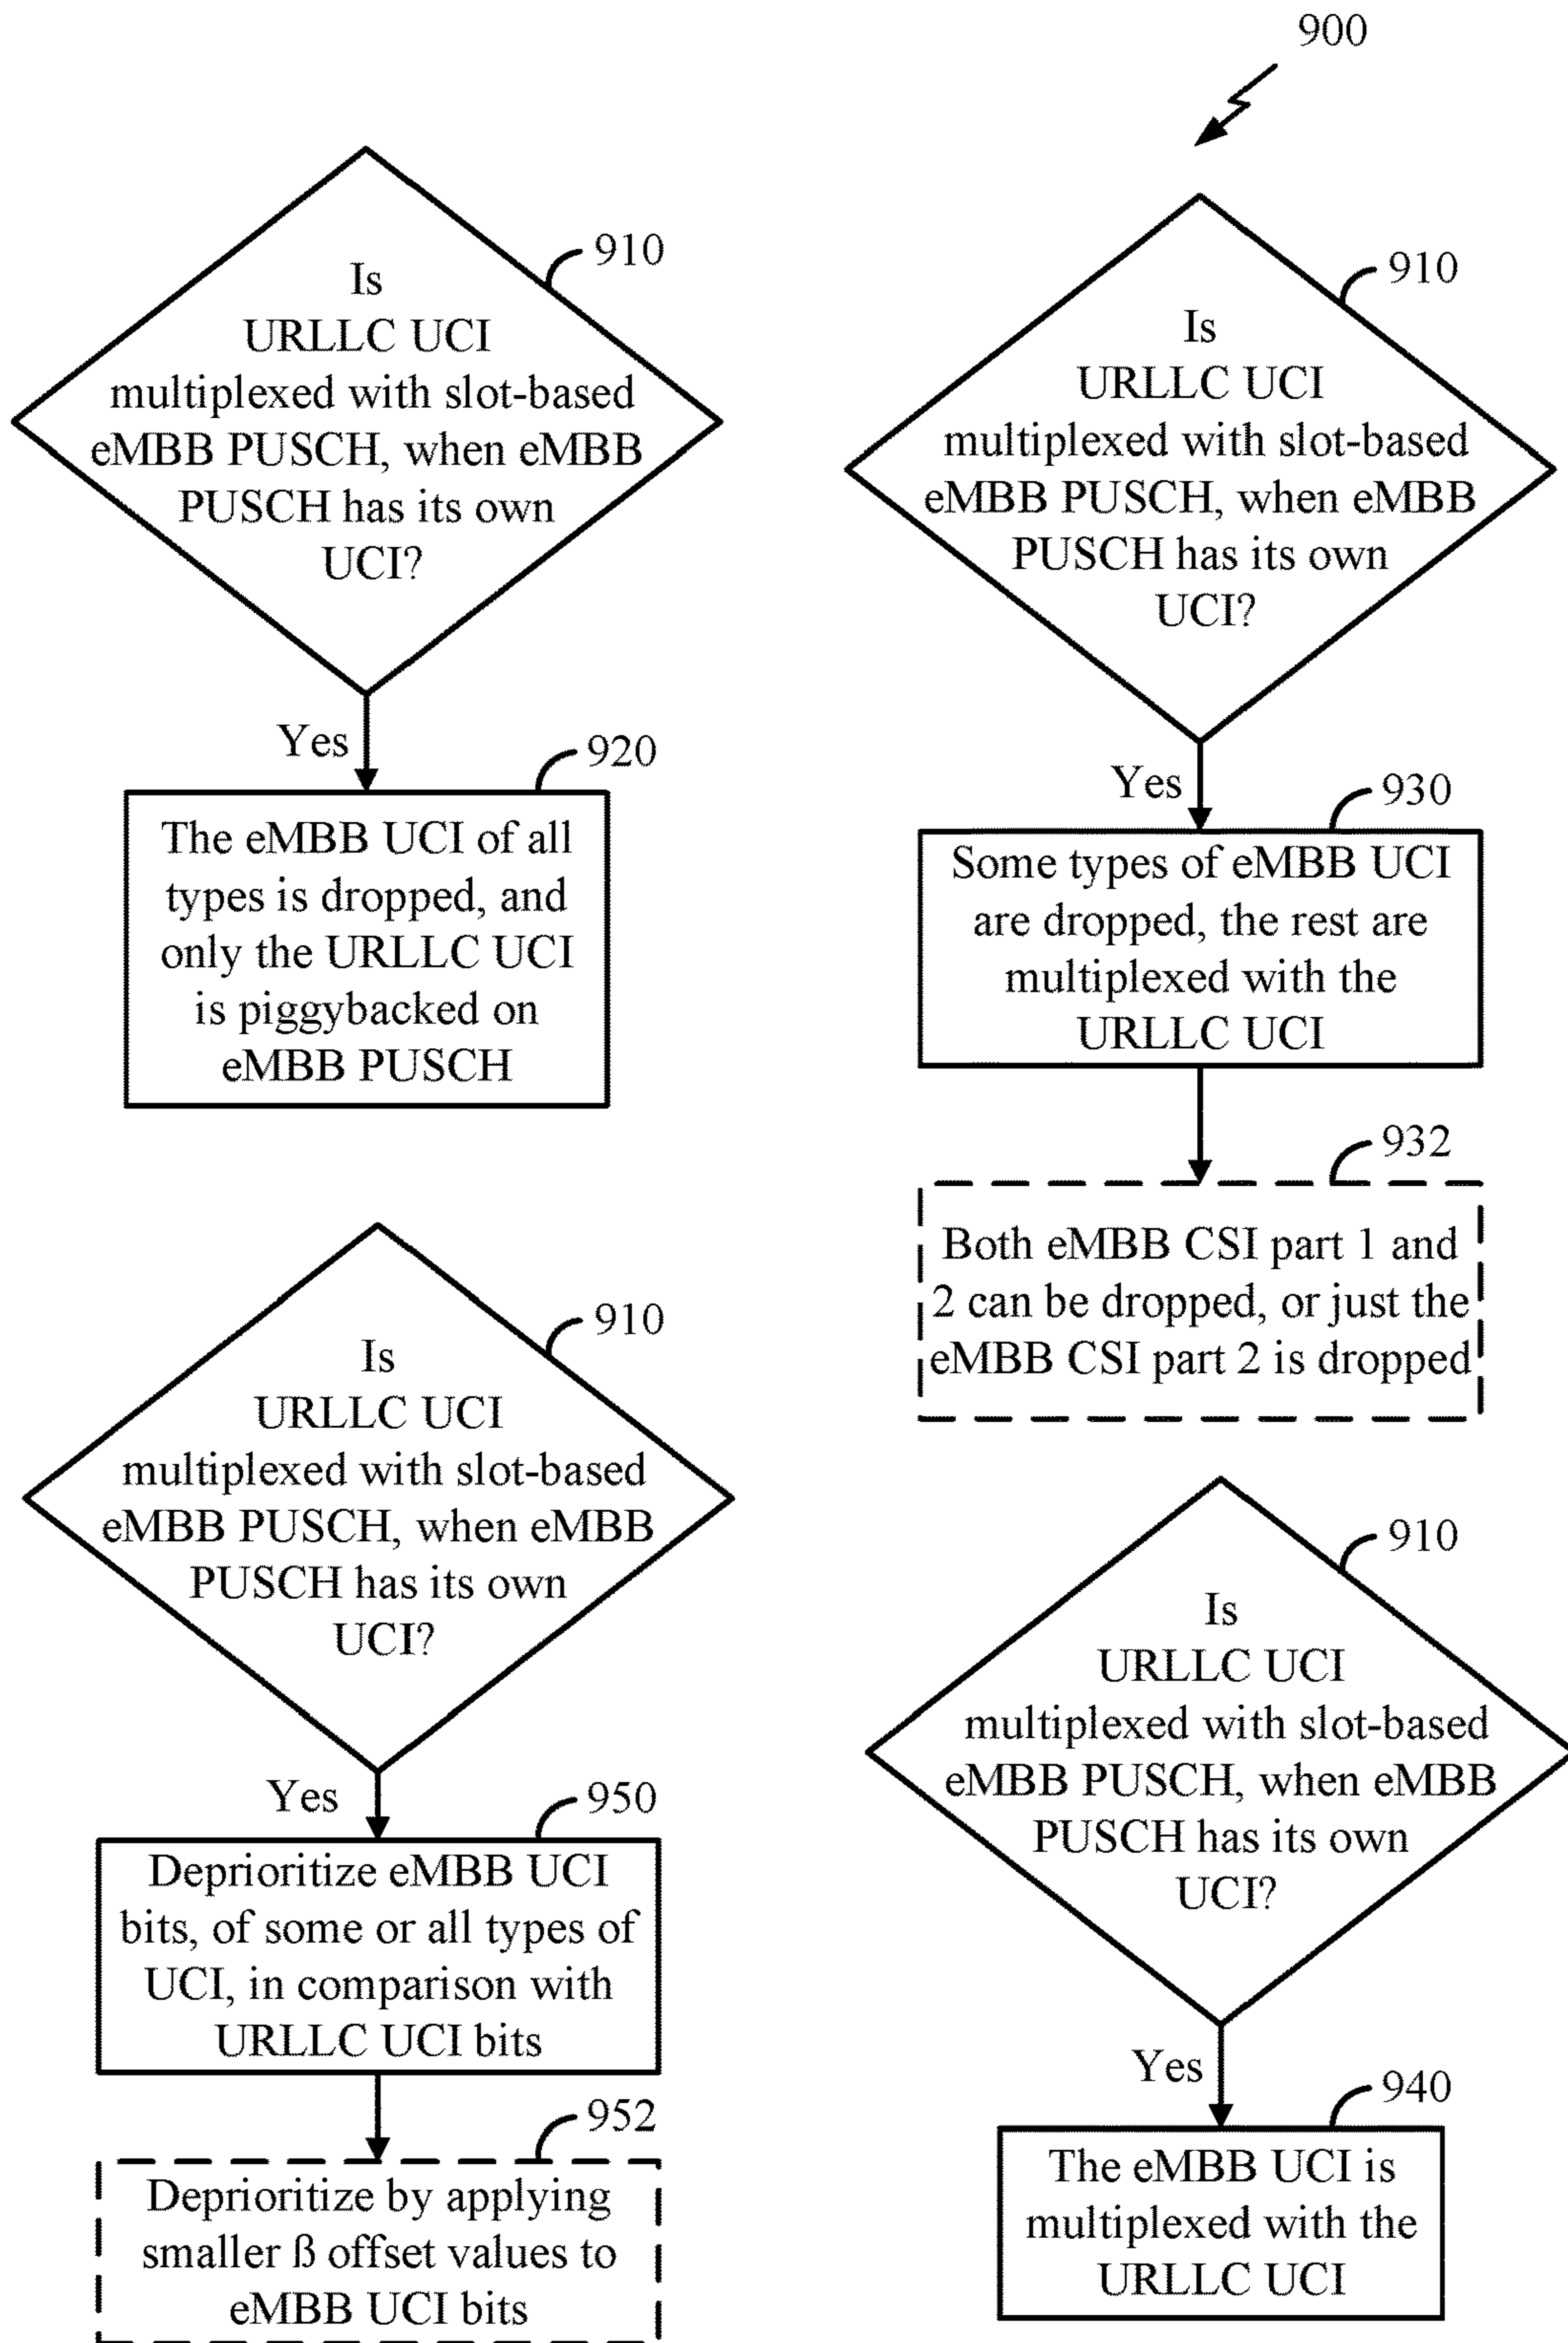 900
910
Is
URLLC UCI
multiplexed with slot-based
eMBB PUSCH, when eMBB
PUSCH has its own
UCI?
Yes
920
The eMBB UCI of all
types is dropped, and
only the URLLC UCI
is piggybacked on
eMBB PUSCH
910
Is
URLLC UCI
multiplexed with slot-based
eMBB PUSCH, when eMBB
PUSCH has its own
UCI?
Yes
930
Some types of eMBB UCI
are dropped, the rest are
multiplexed with the
URLLC UCI
932
Both eMBB CSI part 1 and
2 can be dropped, or just the
eMBB CSI part 2 is dropped
910
Is
URLLC UCI
multiplexed with slot-based
eMBB PUSCH, when eMBB
PUSCH has its own
UCI?
Yes
950
Deprioritize eMBB UCI
bits, of some or all types of
UCI, in comparison with
URLLC UCI bits
952
Deprioritize by applying
smaller ß offset values to
eMBB UCI bits
910
Is
URLLC UCI
multiplexed with slot-based
eMBB PUSCH, when eMBB
PUSCH has its own
UCI?
Yes
940
The eMBB UCI is
multiplexed with the
URLLC UCI